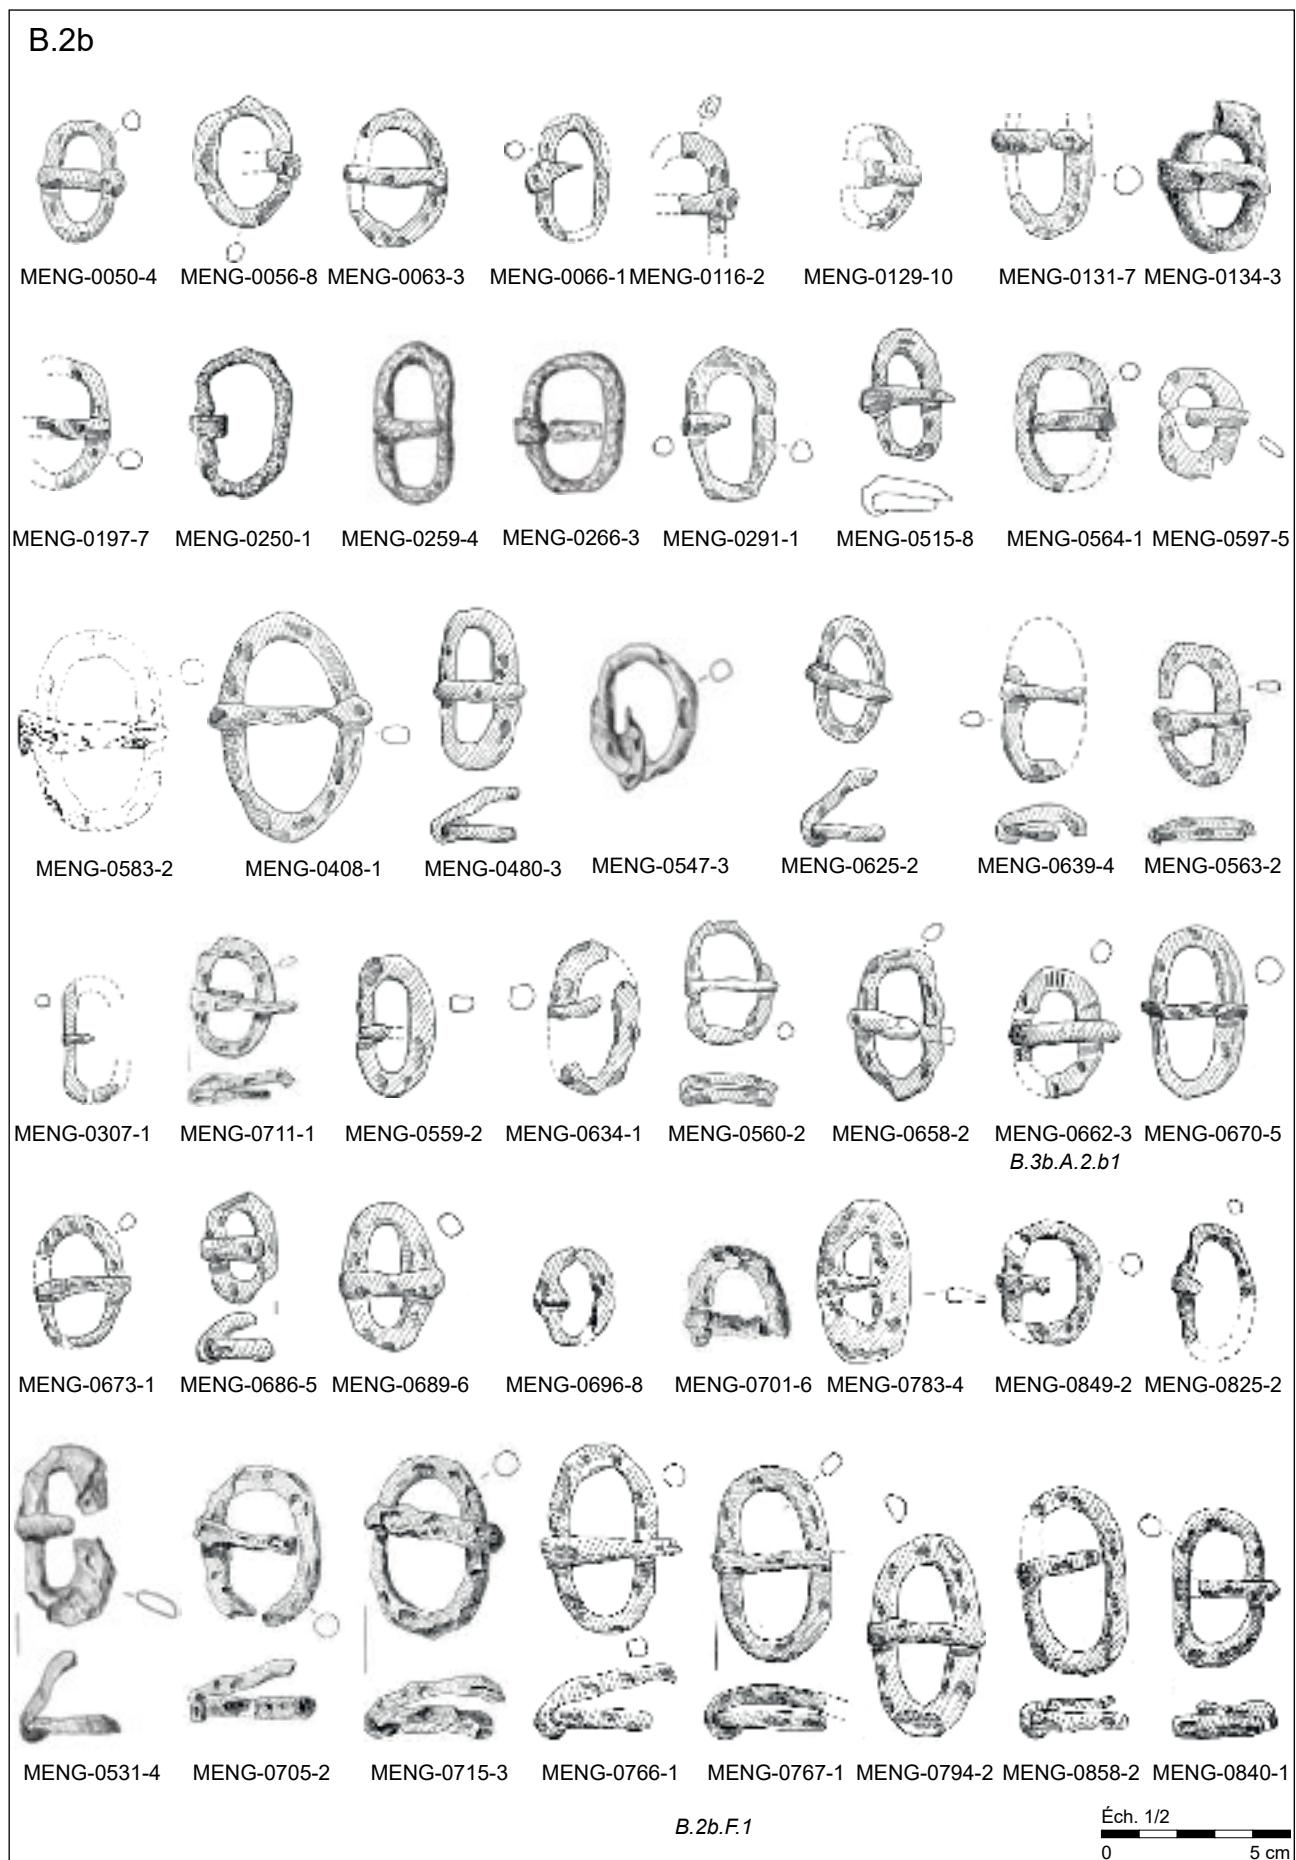 B.2b
MENG-0050-4 MENG-0056-8 MENG-0063-3 MENG-0066-1 MENG-0116-2 MENG-0129-10 MENG-0131-7 MENG-0134-3
MENG-0197-7 MENG-0250-1 MENG-0259-4 MENG-0266-3 MENG-0291-1 MENG-0515-8 MENG-0564-1 MENG-0597-5
MENG-0583-2 MENG-0408-1 MENG-0480-3 MENG-0547-3 MENG-0625-2 MENG-0639-4 MENG-0563-2
MENG-0307-1 MENG-0711-1 MENG-0559-2 MENG-0634-1 MENG-0560-2 MENG-0658-2 MENG-0662-3 MENG-0670-5
B.3b.A.2.b1
MENG-0673-1 MENG-0686-5 MENG-0689-6 MENG-0696-8 MENG-0701-6 MENG-0783-4 MENG-0849-2 MENG-0825-2
MENG-0531-4 MENG-0705-2 MENG-0715-3 MENG-0766-1 MENG-0767-1 MENG-0794-2 MENG-0858-2 MENG-0840-1
B.2b.F.1
Éch. 1/2
0 5 cm